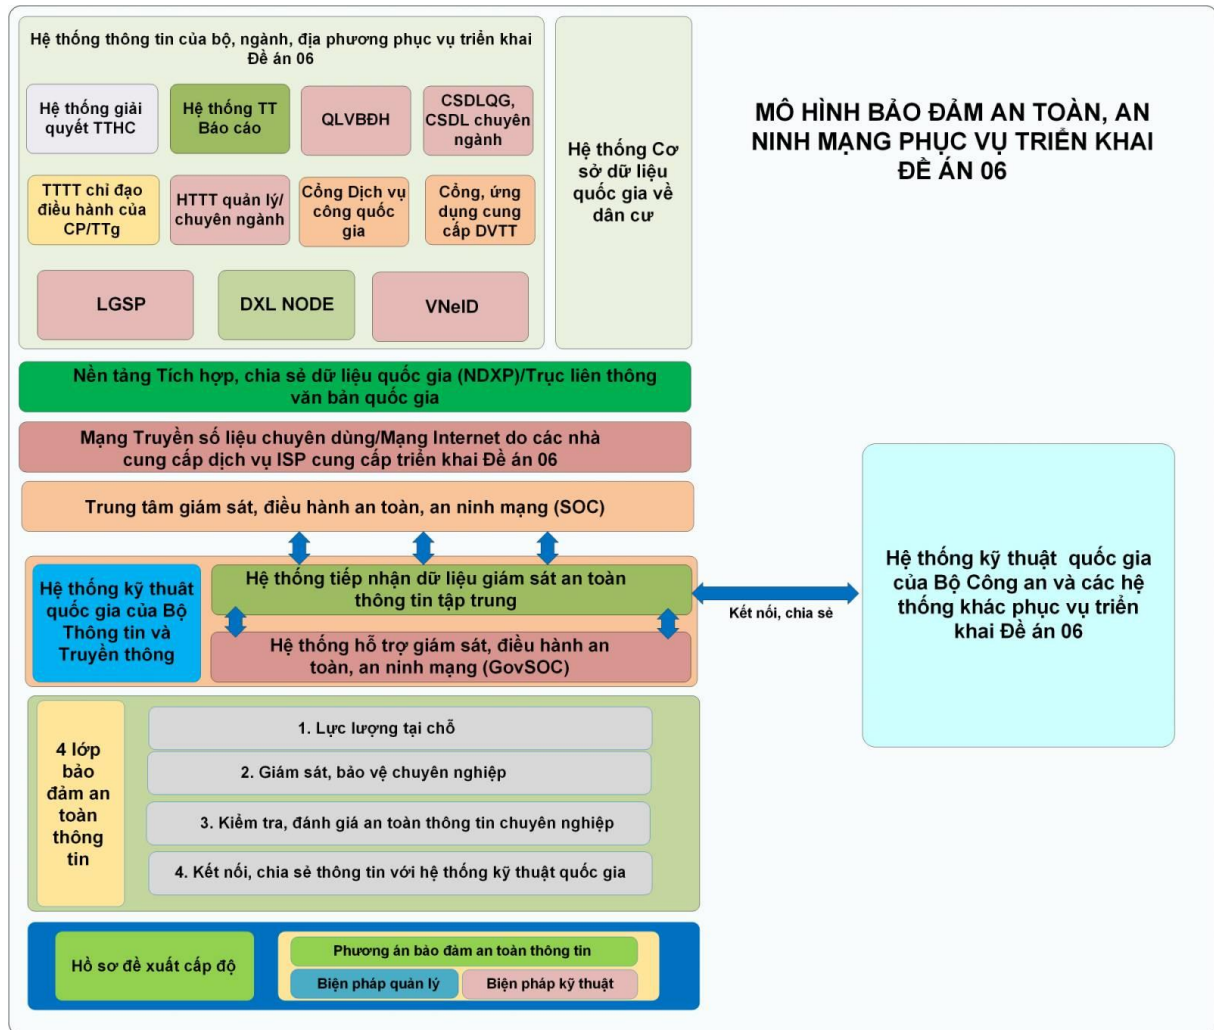 Hệ thống thông tin của bộ, ngành, địa phương phục vụ triển khai
Đề án 06
Hệ thống giải
quyết TTHC
Hệ thống TT
Báo cáo
QLVBĐH
CSDLQG,
CSDL chuyên
ngành
TTTT chỉ đạo
điều hành của
CP/TTg
HTTT quản lý/
chuyên ngành
Cổng Dịch vụ
công quốc
gia
Cổng, ứng
dụng cung
cấp DVTT
LGSP
DXL NODE
VNeID
Hệ thống Cơ
sở dữ liệu
quốc gia về
dân cư
MÔ HÌNH BẢO ĐẢM AN TOÀN, AN
NINH MẠNG PHỤC VỤ TRIỂN KHAI
ĐỀ ÁN 06
Nền tảng Tích hợp, chia sẻ dữ liệu quốc gia (NDXP)/Trục liên thông
văn bản quốc gia
Mạng Truyền số liệu chuyên dùng/Mạng Internet do các nhà
cung cấp dịch vụ ISP cung cấp triển khai Đề án 06
Trung tâm giám sát, điều hành an toàn, an ninh mạng (SOC)
Hệ thống kỹ thuât
quốc gia của Bộ
Thông tin và
Truyền thông
Hệ thống tiếp nhận dữ liệu giám sát an toàn
thông tin tập trung
Hệ thống hỗ trợ giám sát, điều hành an
toàn, an ninh mạng (GovSOC)
Kết nối, chia sẻ
Hệ thống kỹ thuật quốc gia
của Bộ Công an và các hệ
thống khác phục vụ triển
khai Đề án 06
4 lớp
bảo
đảm an
toàn
thông
tin
1. Lực lượng tại chỗ
2. Giám sát, bảo vệ chuyên nghiệp
3. Kiểm tra, đánh giá an toàn thông tin chuyên nghiệp
4. Kết nối, chia sẻ thông tin với hệ thống kỹ thuật quốc gia
Hồ sơ đề xuất cấp độ
Phương án bảo đảm an toàn thông tin
Biện pháp quản lý
Biện pháp kỹ thuật